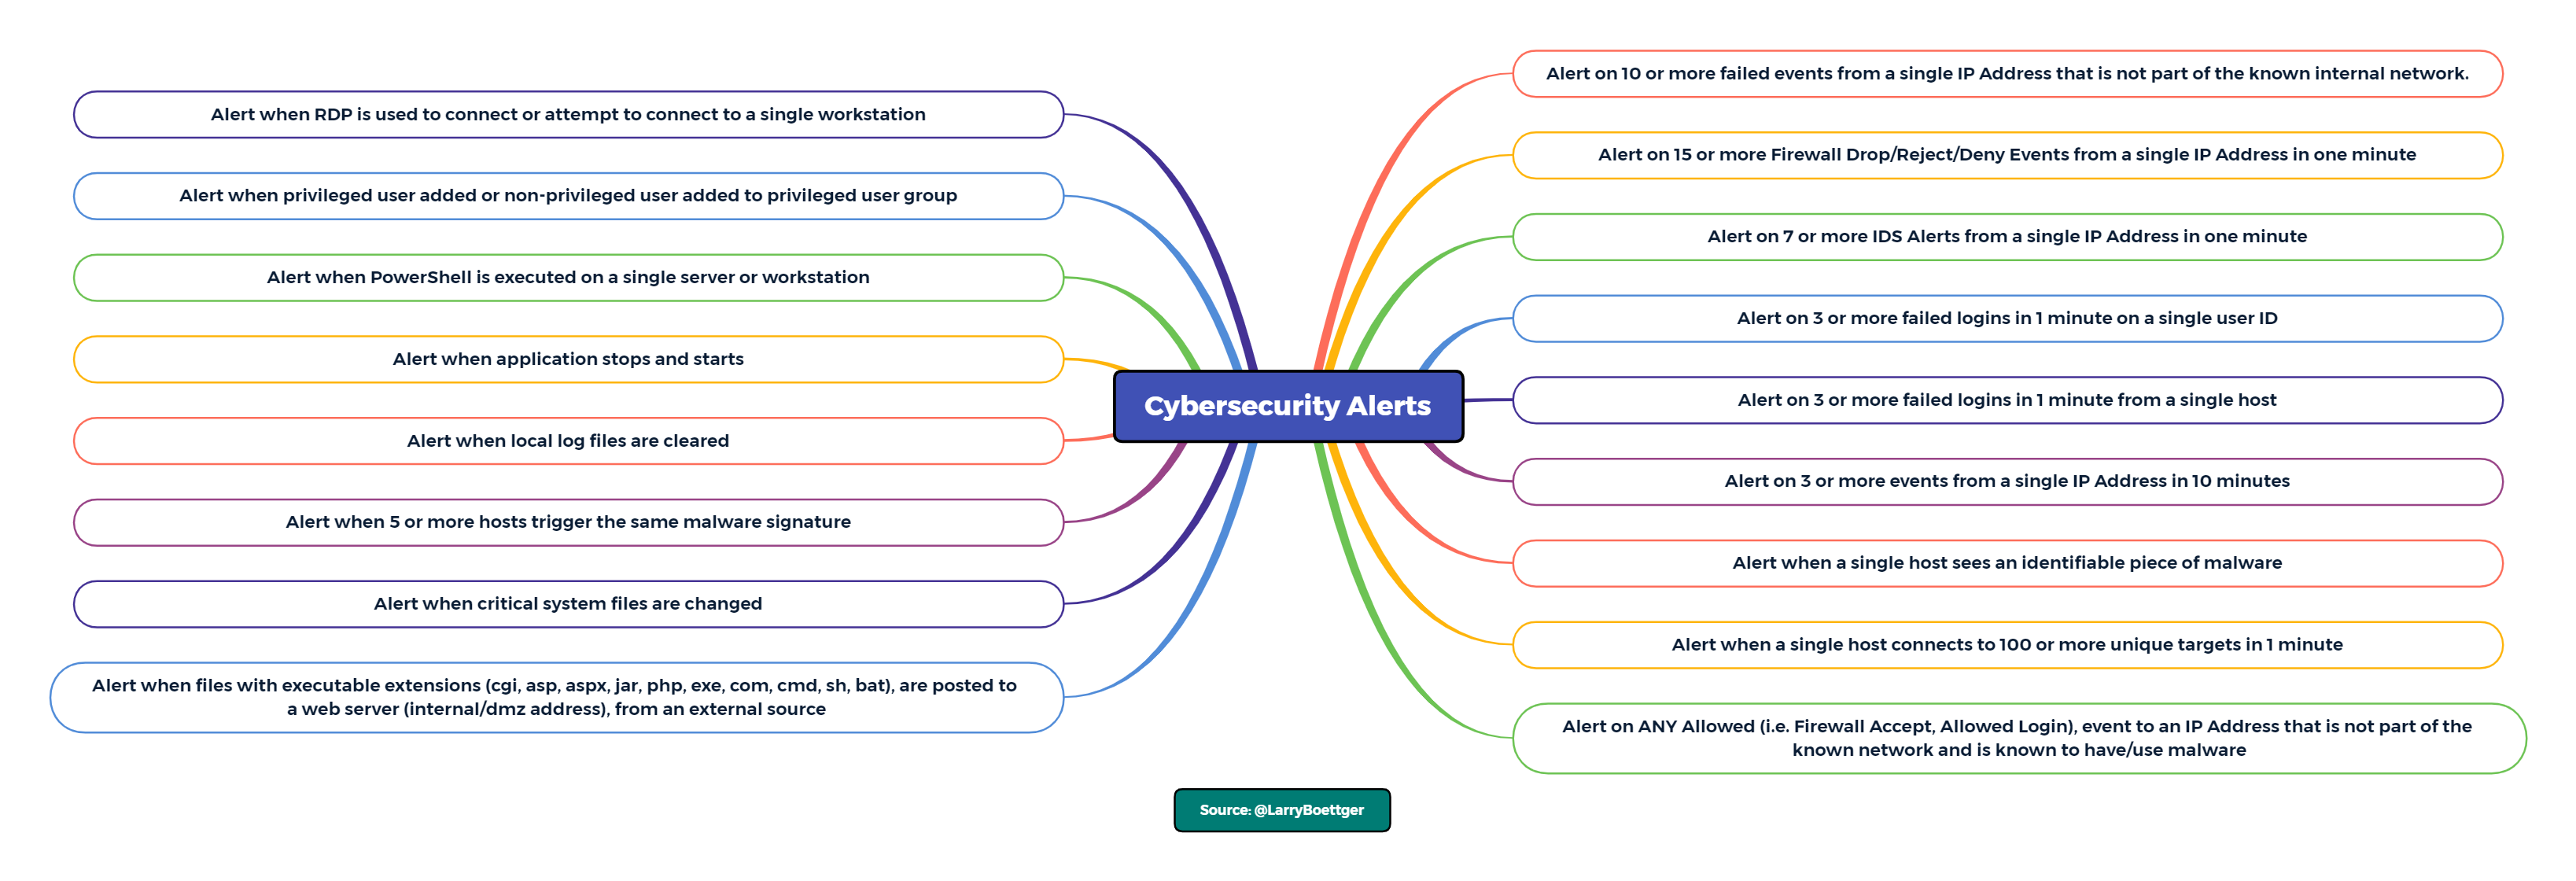 Cybersecurity Alerts
Alert on 10 or more failed events from a single IP Address that is not part of the known internal network.
Alert on 15 or more Firewall Drop/Reject/Deny Events from a single IP Address in one minute
Alert on 7 or more IDS Alerts from a single IP Address in one minute
Alert on 3 or more failed logins in 1 minute on a single user ID
Alert on 3 or more failed logins in 1 minute from a single host
Alert on 3 or more events from a single IP Address in 10 minutes
Alert when a single host sees an identifiable piece of malware
Alert when a single host connects to 100 or more unique targets in 1 minute
Alert on ANY Allowed (i.e. Firewall Accept, Allowed Login), event to an IP Address that is not part of the
known network and is known to have/use malware
Alert when RDP is used to connect or attempt to connect to a single workstation
Alert when privileged user added or non-privileged user added to privileged user group
Alert when PowerShell is executed on a single server or workstation
Alert when application stops and starts
Alert when local log files are cleared
Alert when 5 or more hosts trigger the same malware signature
Alert when critical system files are changed
Alert when files with executable extensions (cgi, asp, aspx, jar, php, exe, com, cmd, sh, bat), are posted to
a web server (internal/dmz address), from an external source
Source: @LarryBoettger